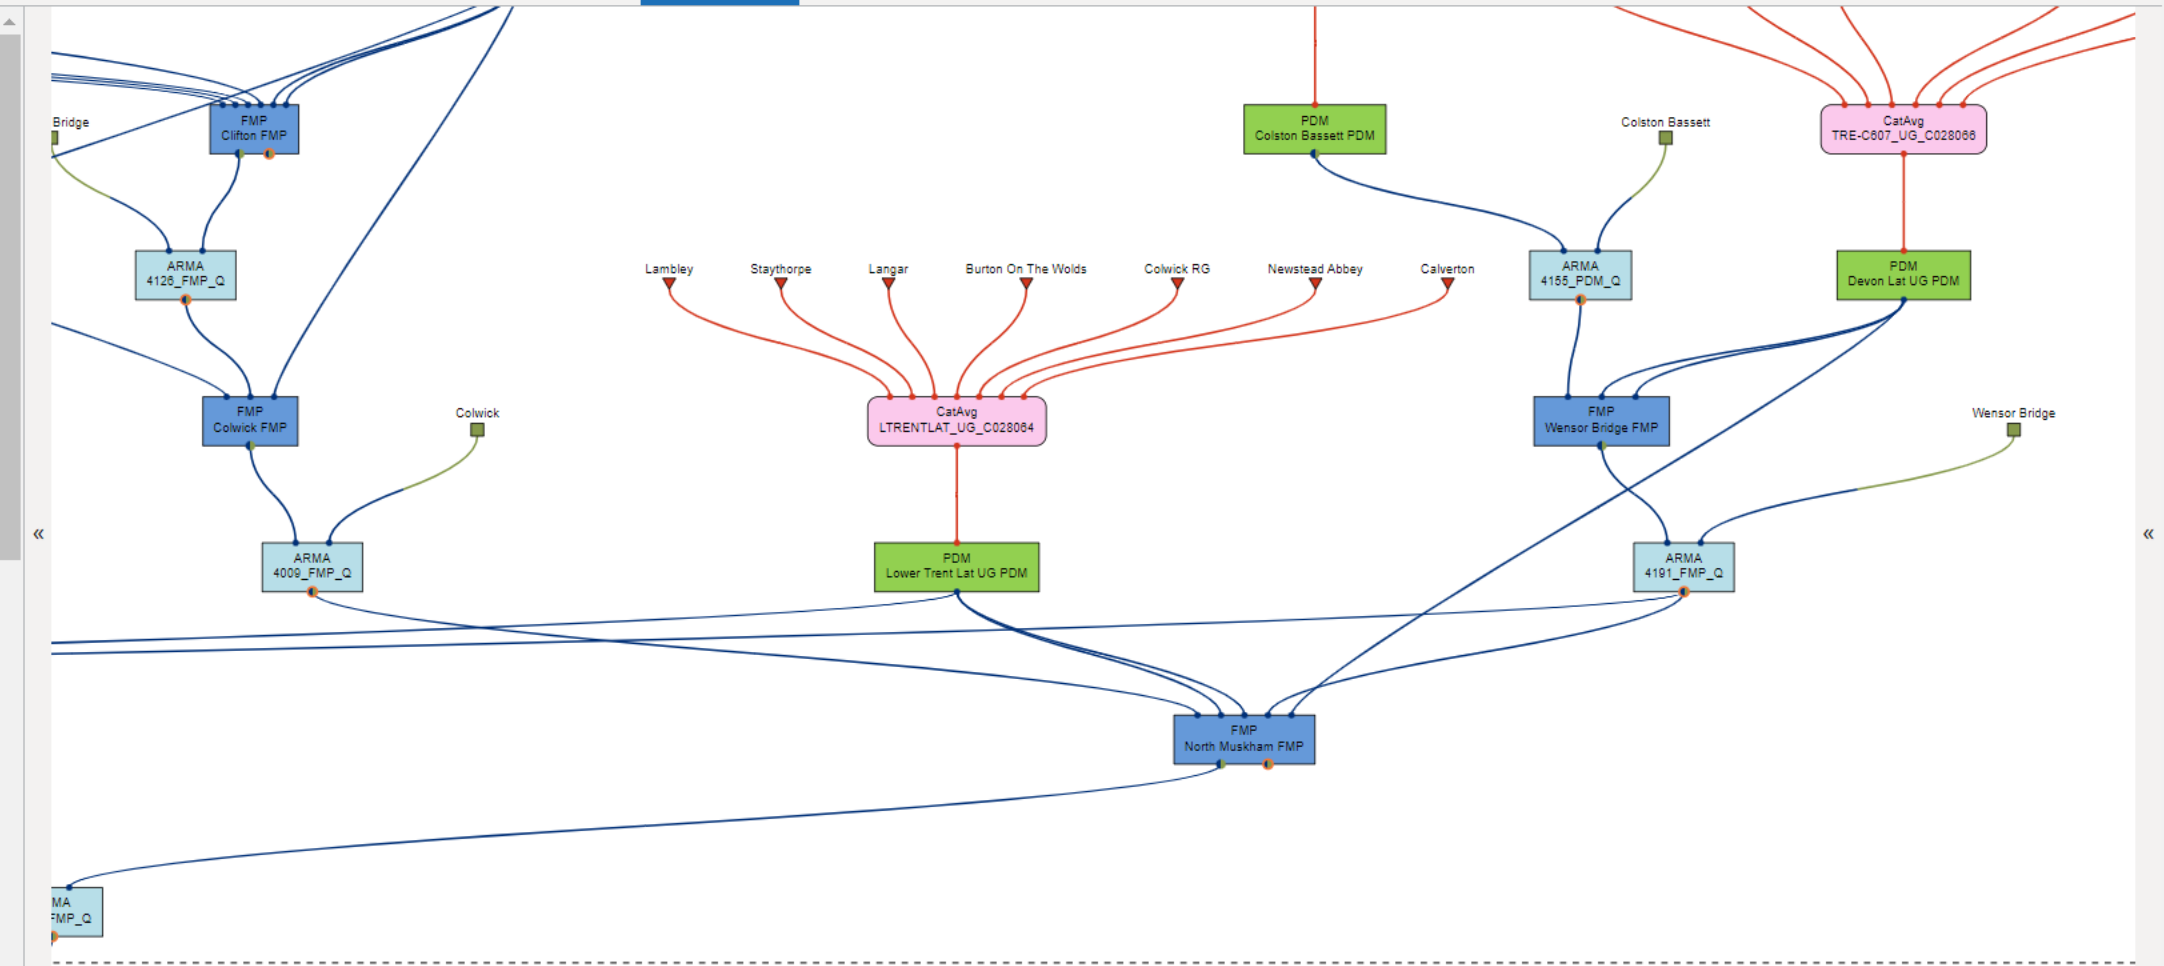 FMP
Clifton FMP
Bridge
PDM
Colston Bassett PDM
Colston Bassett
CatAvg
TRE-C607_UG_C028066
ARMA
4126_FMP_Q
Lambley
Staythorpe
Langar
Burton On The Wolds
Colwick RG
Newstead Abbey
Calverton
ARMA
4155_PDM_Q
PDM
Devon Lat UG PDM
FMP
Colwick FMP
Colwick
CatAvg
LTRENTLAT_UG_C028064
FMP
Wensor Bridge FMP
Wensor Bridge
«
«
ARMA
4009_FMP_Q
PDM
Lower Trent Lat UG PDM
ARMA
4191_FMP_Q
FMP
North Muskham FMP
MA
FMP_Q